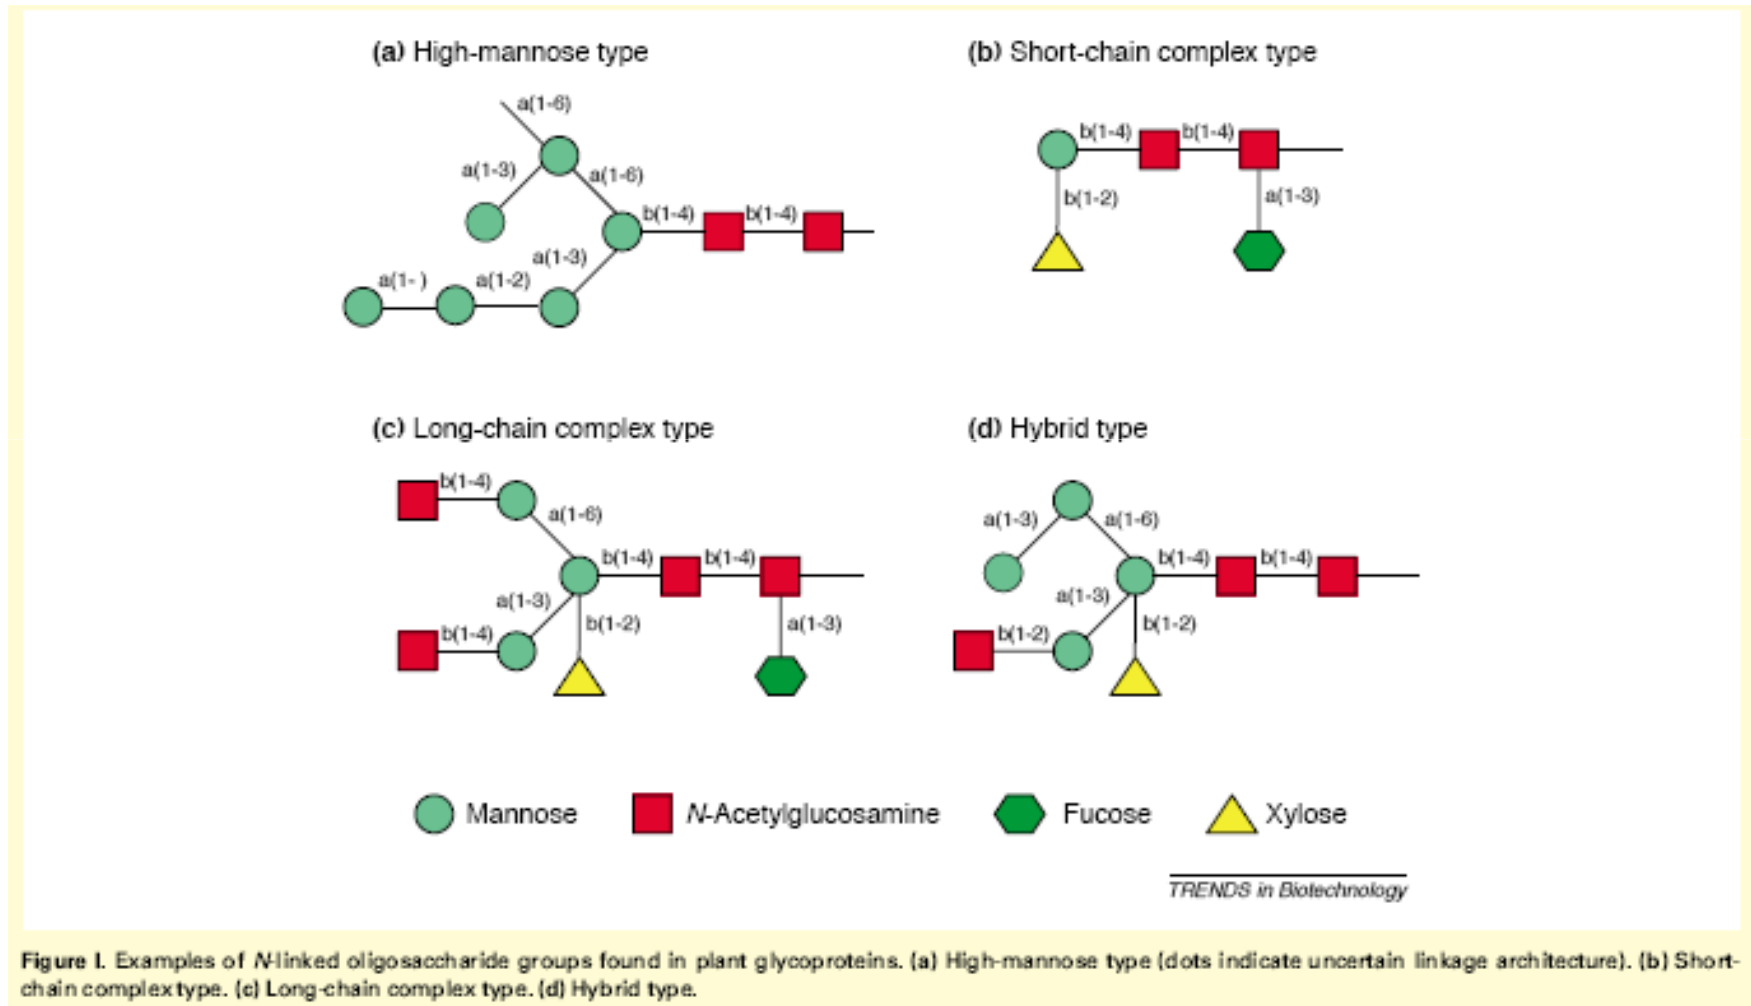 (a) High-mannose type
a(1-6)
a(1-3)
a(1-6)
b(1-4)
b(1-4)
a(1-3)
a(1- )
a(1-2)
(b) Short-chain complex type
b(1-4)
b(1-4)
b(1-2)
a(1-3)
(c) Long-chain complex type
b(1-4)
a(1-6)
b(1-4)
b(1-4)
a(1-3)
b(1-4)
b(1-2)
a(1-3)
(d) Hybrid type
a(1-3)
a(1-6)
b(1-4)
b(1-4)
a(1-3)
b(1-2)
b(1-2)
Mannose
N-Acetylglucosamine
Fucose
Xylose
TRENDS in Biotechnology
Figure I. Examples of N-linked oligosaccharide groups found in plant glycoproteins. (a) High-mannose type (dots indicate uncertain linkage architecture). (b) Short-
chain complex type. (c) Long-chain complex type. (d) Hybrid type.